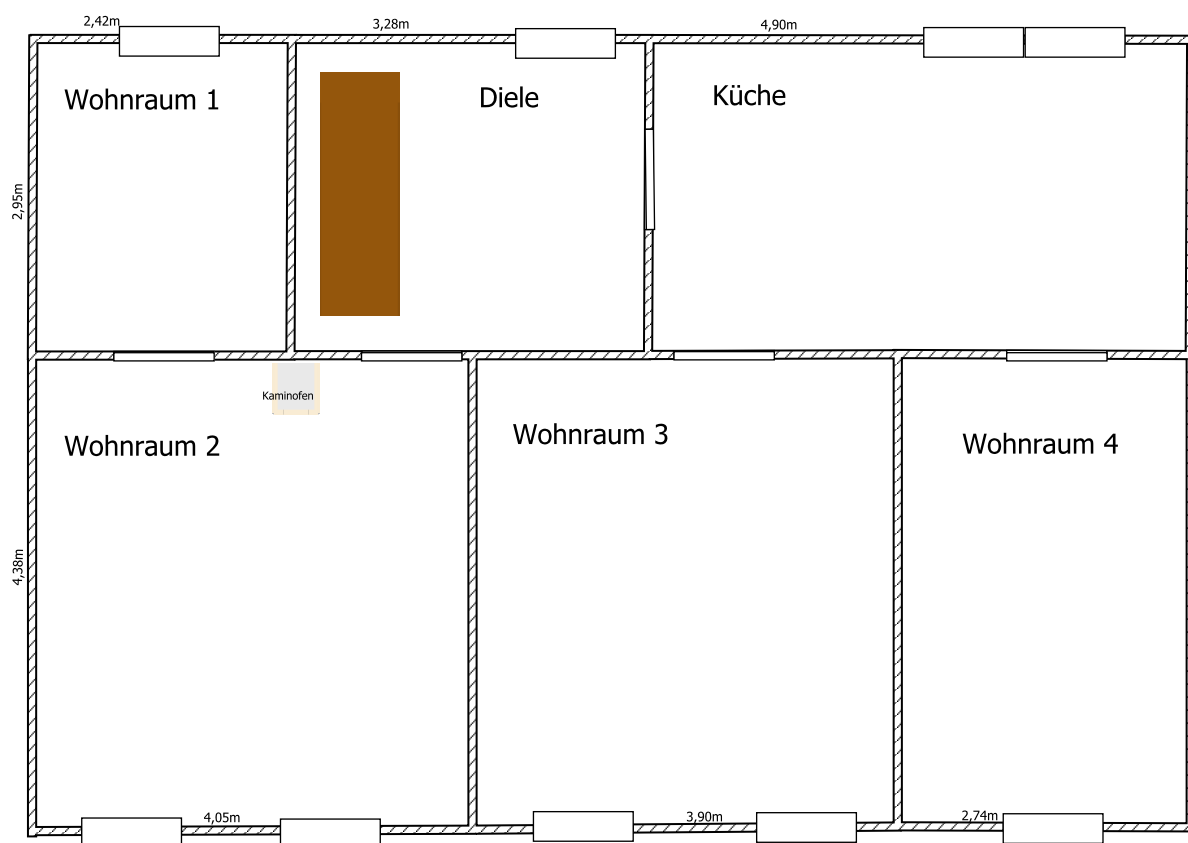 2,42m
3,28m
4,90m
Wohnraum 1
Diele
Küche
2,95m
Kaminofen
Wohnraum 2
Wohnraum 3
Wohnraum 4
4,38m
4,05m
3,90m
2,74m